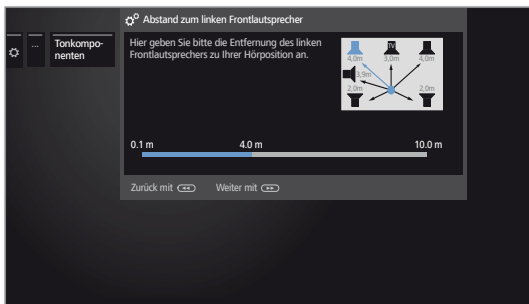 Abstand zum linken Frontlautsprecher
...
Tonkompo-
nenten
Hier geben Sie bitte die Entfernung des linken
Frontlautsprechers zu Ihrer Hörposition an.
TV
4,0m 3,0m 4,0m
3,9m
2,0m 2,0m
0.1 m 4.0 m 10.0 m
Zurück mit Weiter mit